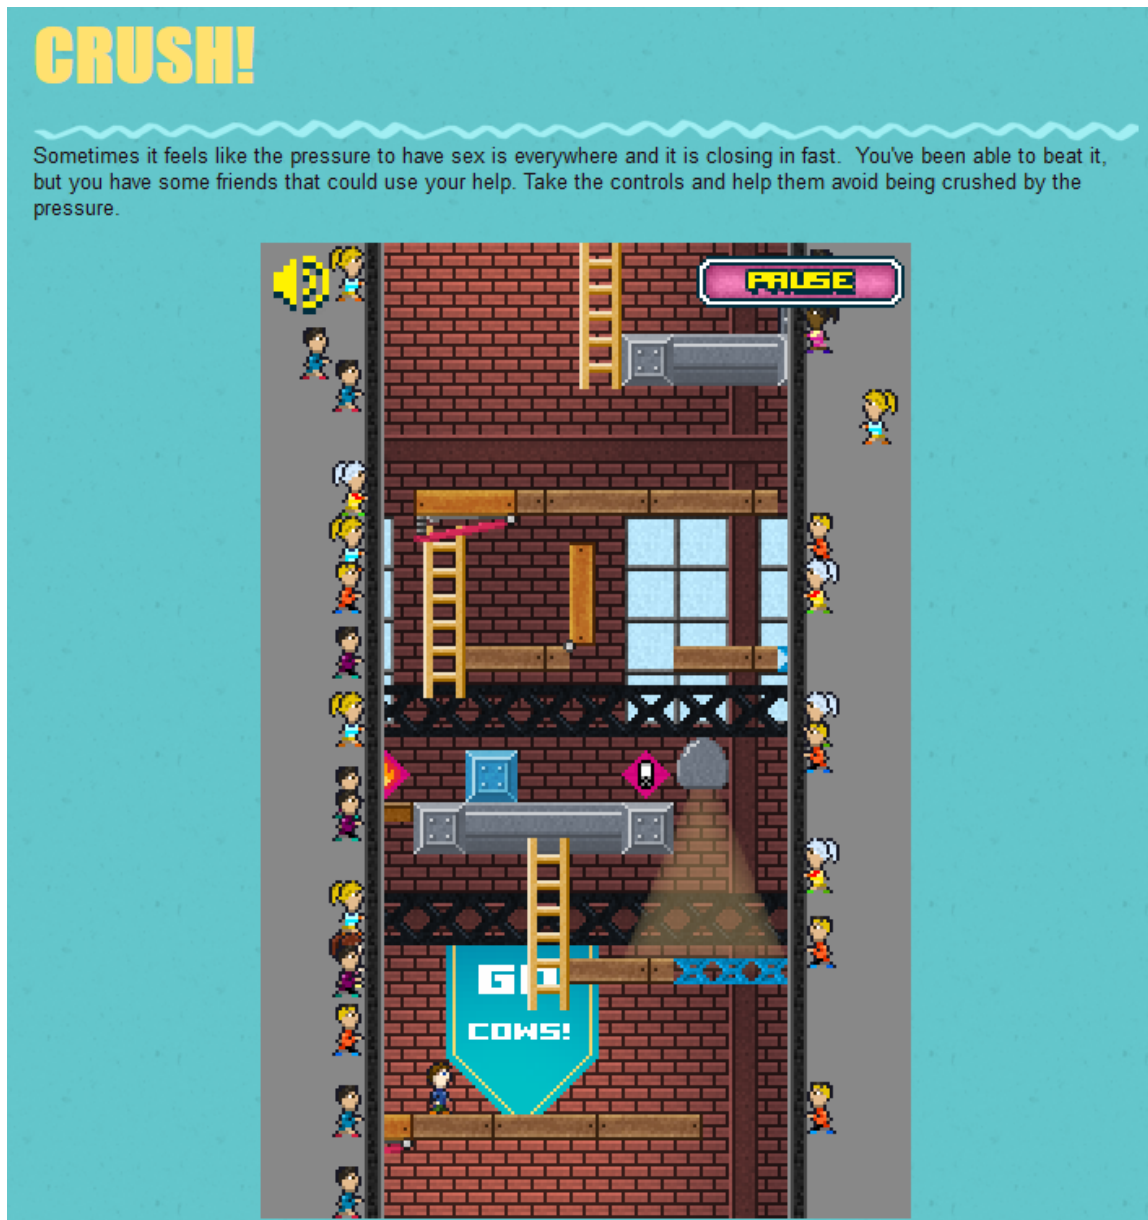 CRUSH!
Sometimes it feels like the pressure to have sex is everywhere and it is closing in fast.  You've been able to beat it,
but you have some friends that could use your help. Take the controls and help them avoid being crushed by the
pressure.
PAUSE
GO
COWS!